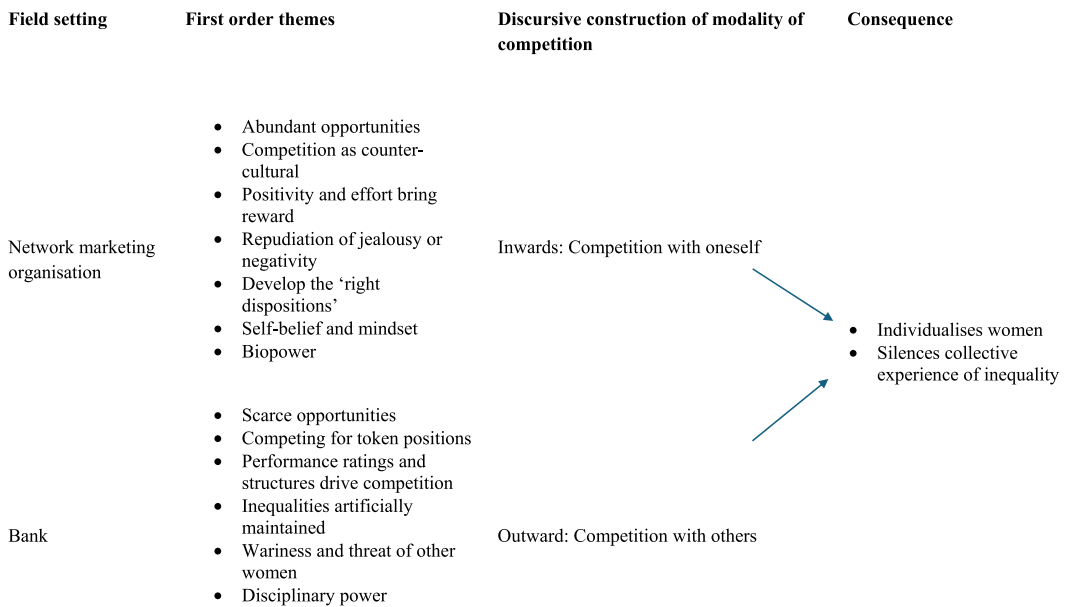 Field setting
First order themes
Discursive construction of modality of
competition
Consequence
Network marketing
organisation
• Abundant opportunities
• Competition as counter-
cultural
• Positivity and effort bring
reward
• Repudiation of jealousy or
negativity
• Develop the ‘right
dispositions’
• Self-belief and mindset
• Biopower
Inwards: Competition with oneself
• Individualises women
• Silences collective
experience of inequality
Bank
• Scarce opportunities
• Competing for token positions
• Performance ratings and
structures drive competition
• Inequalities artificially
maintained
• Wariness and threat of other
women
• Disciplinary power
Outward: Competition with others